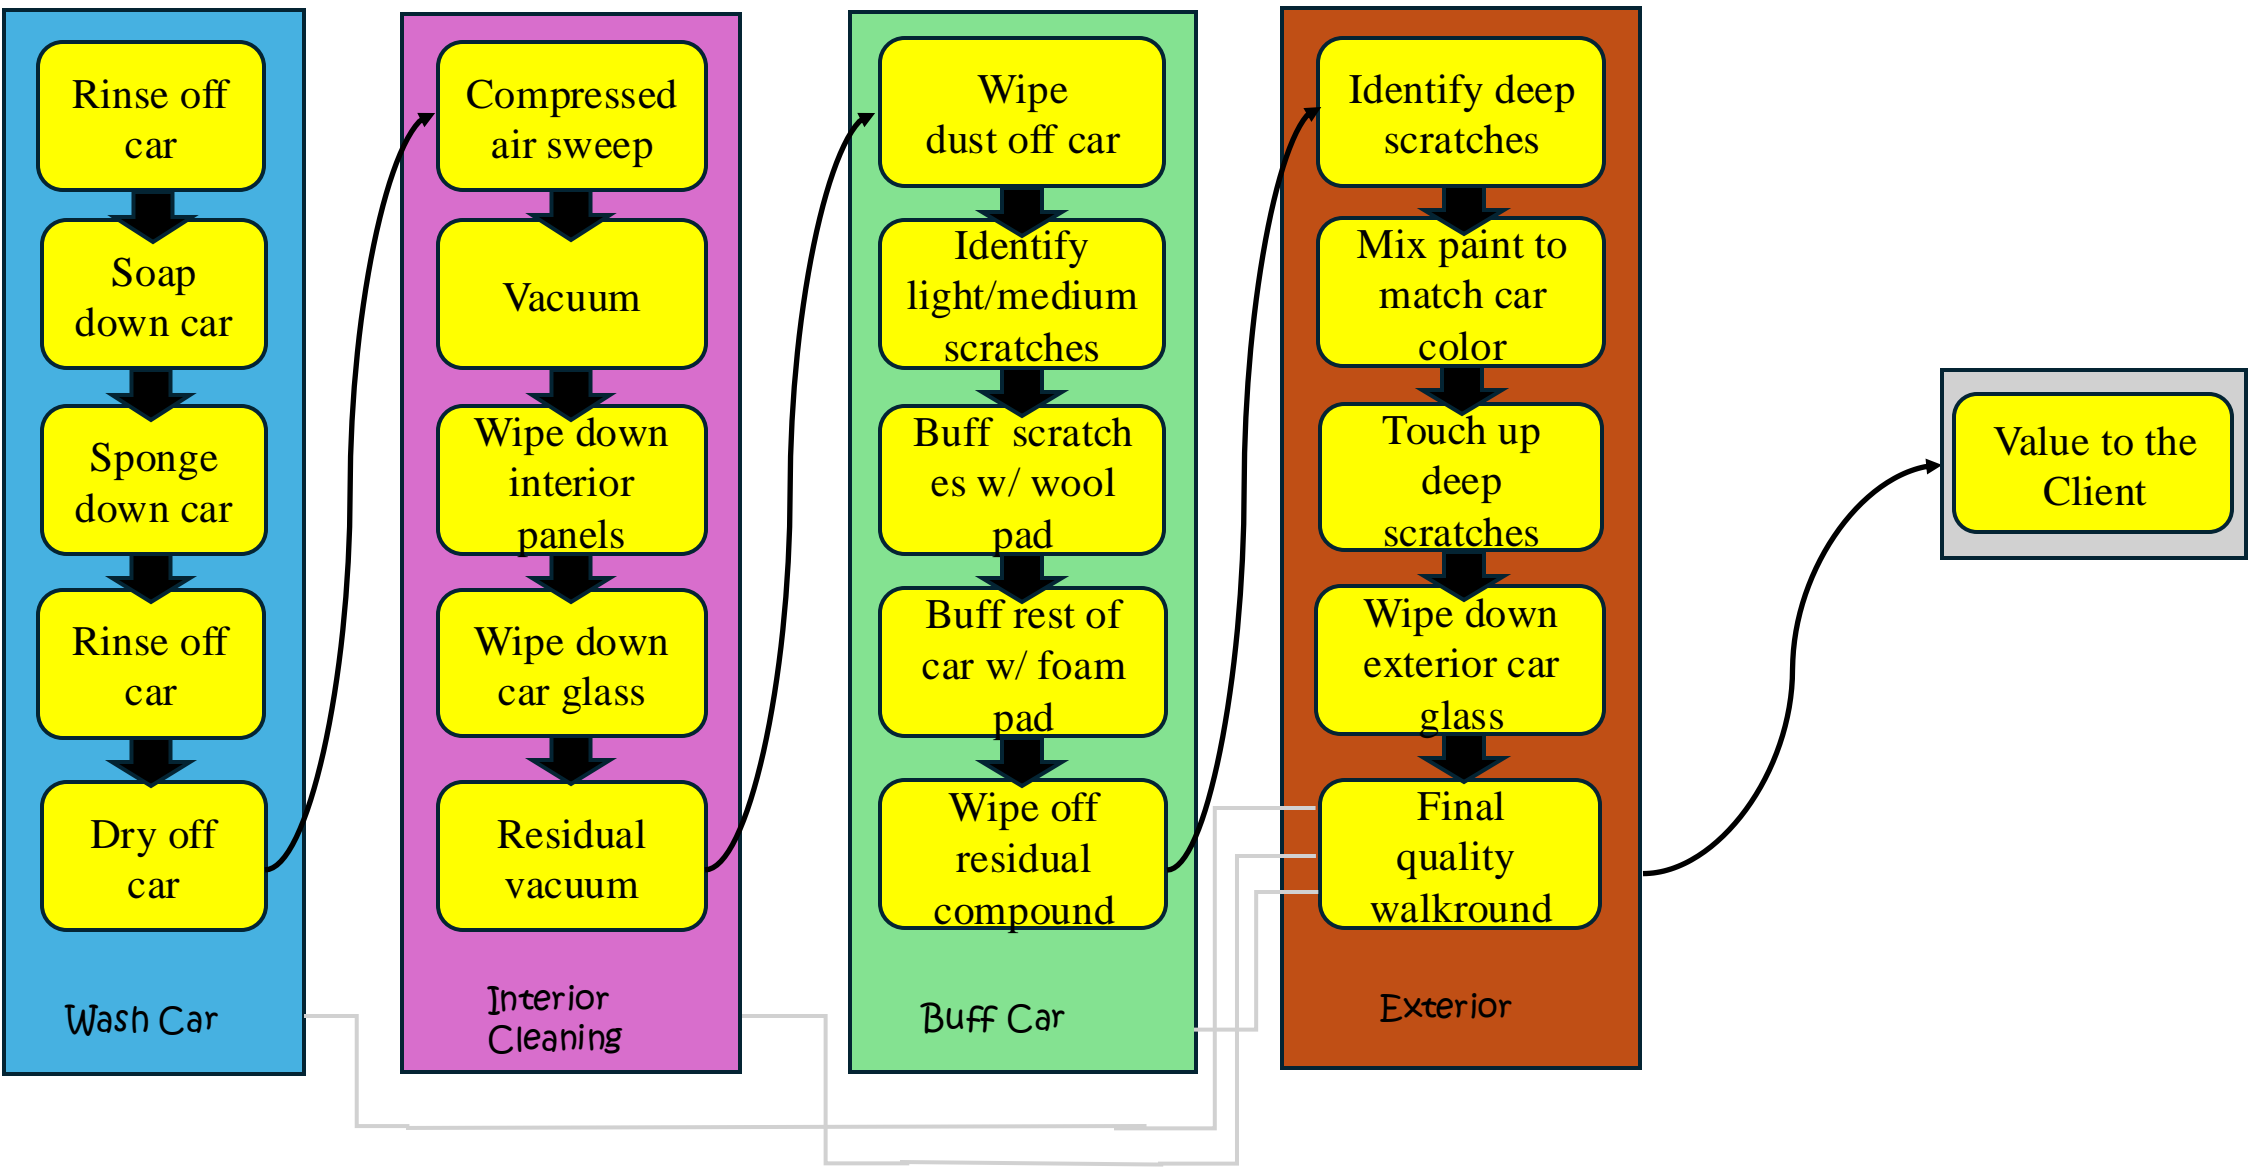 Rinse off
car
Soap
down car
Sponge
down car
Rinse off
car
Dry off
car
Wash Car
Compressed
air sweep
Vacuum
Wipe down
interior
panels
Wipe down
car glass
Residual
vacuum
Interior
Cleaning
Wipe
dust off car
Identify
light/medium
scratches
Buff scratch
es w/ wool
pad
Buff rest of
car w/ foam
pad
Wipe off
residual
compound
Buff Car
Identify deep
scratches
Mix paint to
match car
color
Touch up
deep
scratches
Wipe down
exterior car
glass
Final
quality
walkround
Exterior
Value to the
Client